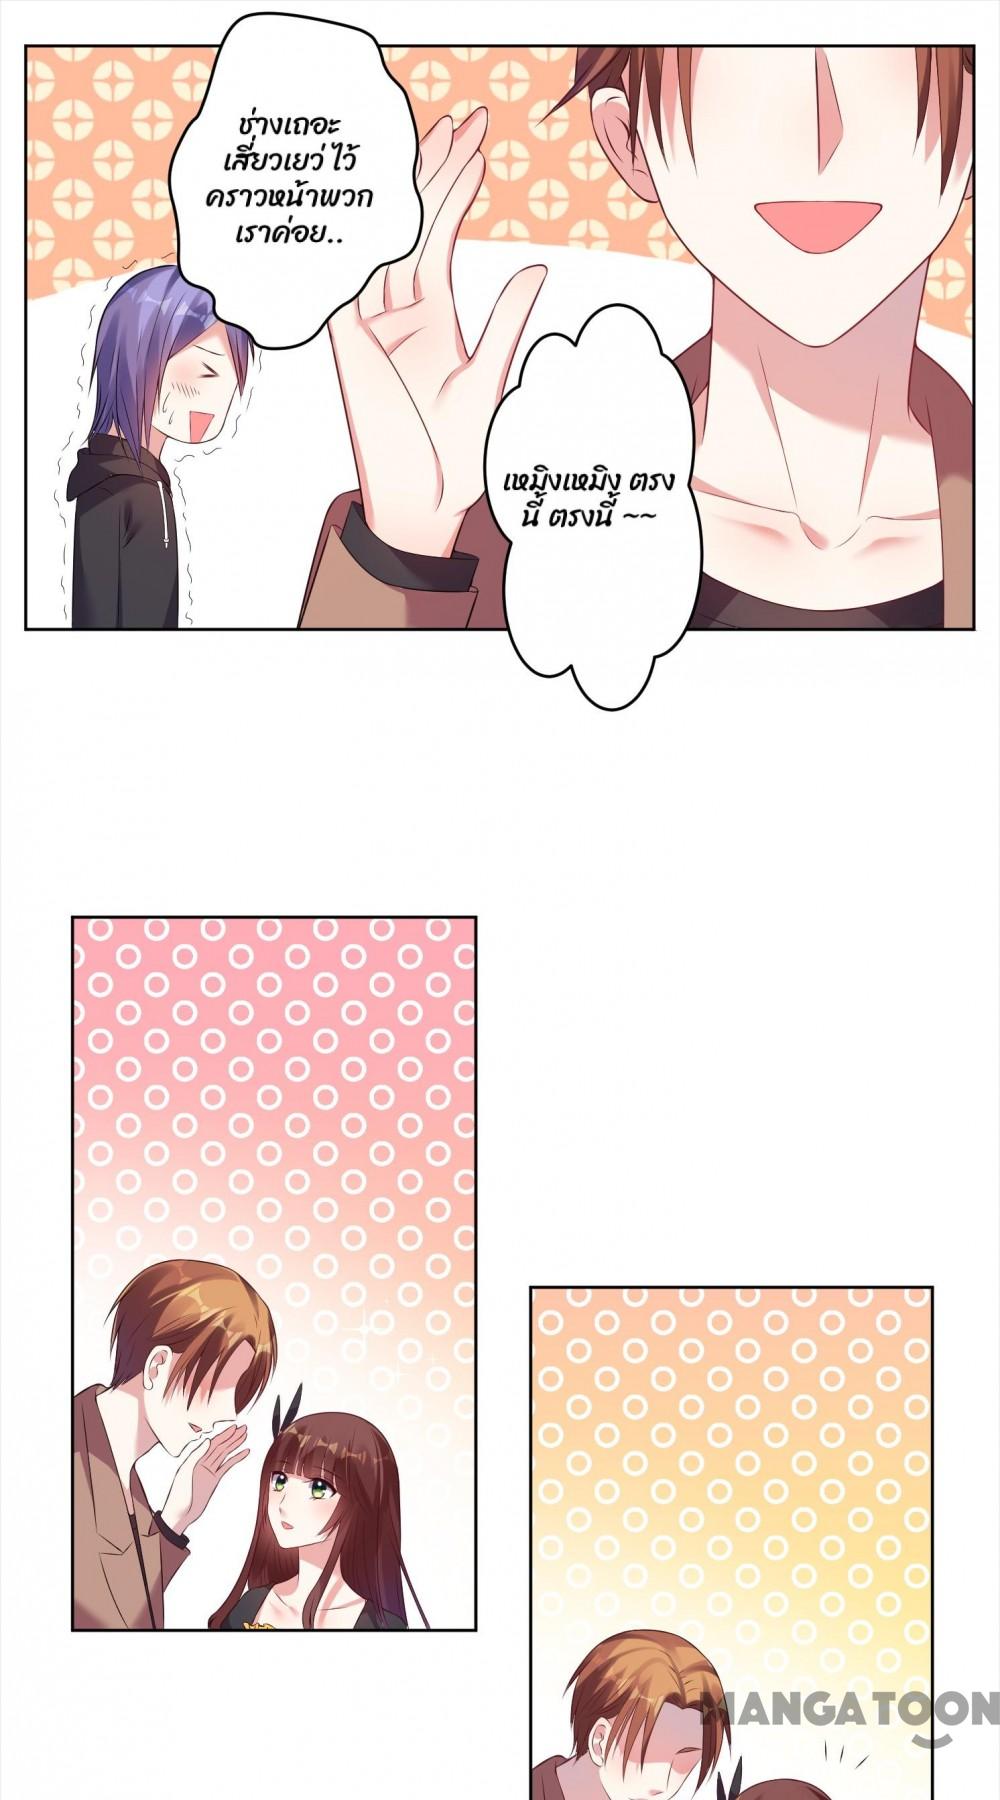 ช่างเถอะ
เสี่ยวเยว่ ไว้
คราวหน้าพวก
เราค่อย..
เหมิงเหมิง ตรง
นี้ ตรงนี้ ~~
MANGATOON